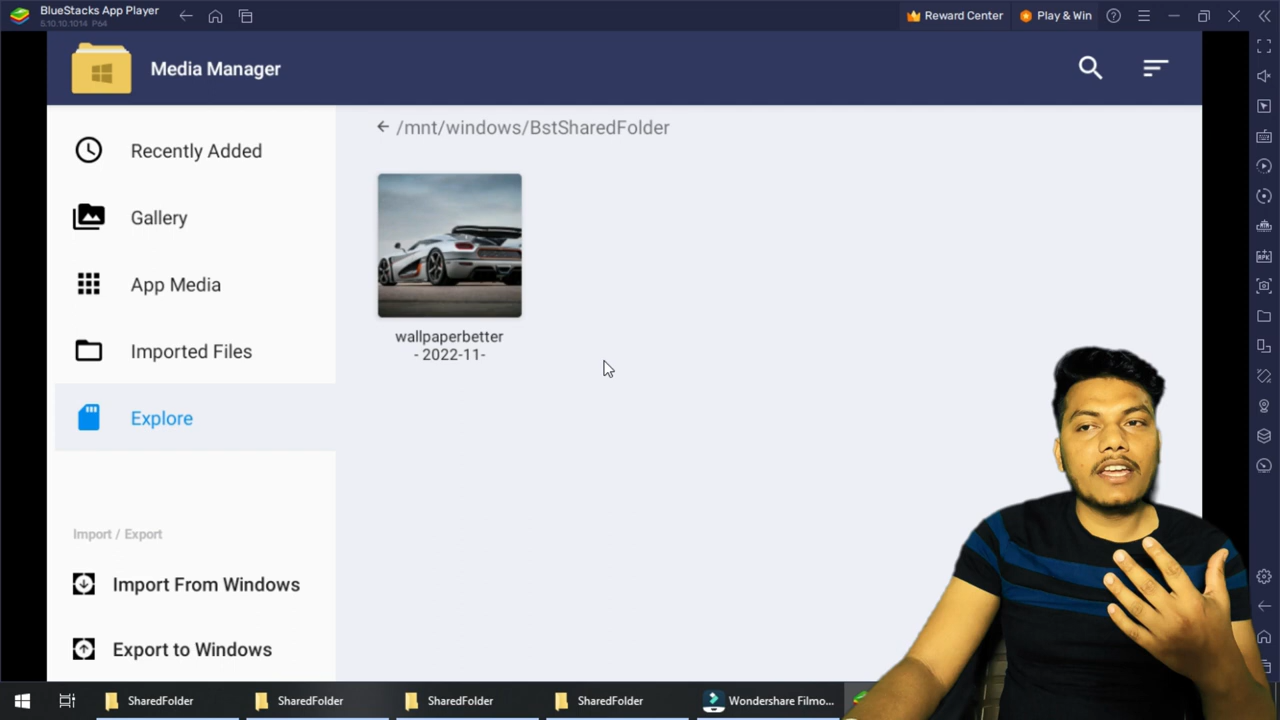 BlueStacks App Player
5.10.10.1014 P64
Reward Center
Play & Win
Media Manager
/mnt/windows/BstSharedFolder
Recently Added
Gallery
App Media
Imported Files
Explore
wallpaperbetter
- 2022-11-
Import / Export
Import From Windows
Export to Windows
SharedFolder
SharedFolder
SharedFolder
SharedFolder
Wondershare Filmo...